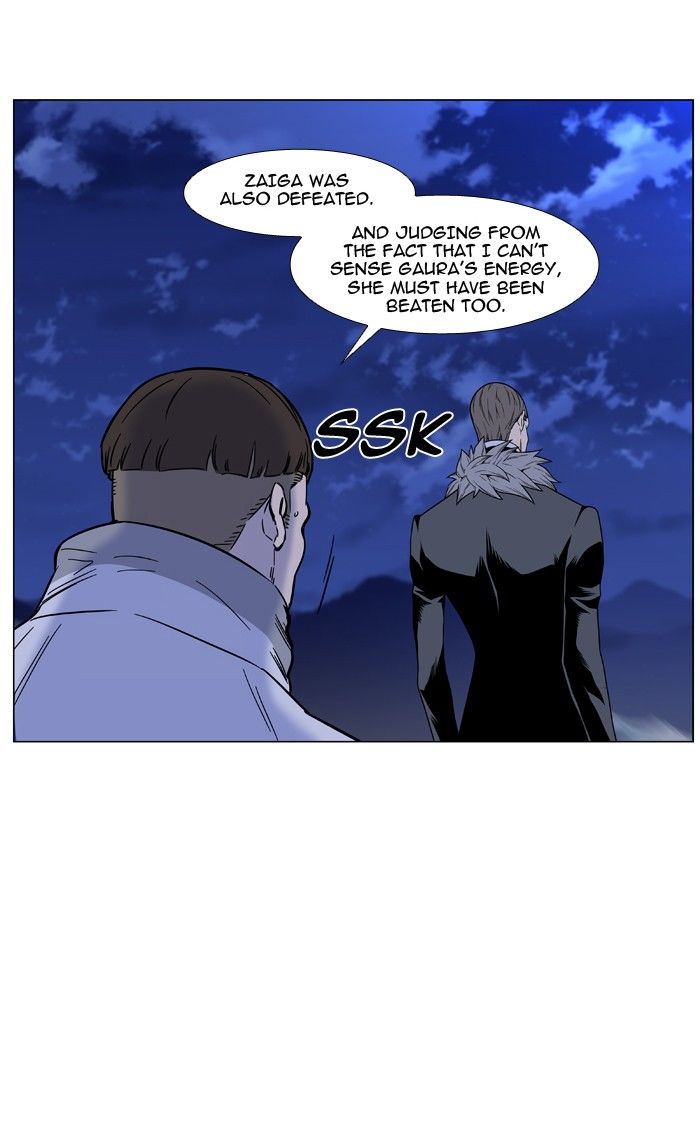 ZAIGA WAS
ALSO DEFEATED.
AND JUDGING FROM
THE FACT THAT I CAN'T
SENSE GAURA'S ENERGY,
SHE MUST HAVE BEEN
BEATEN TOO.
SSK